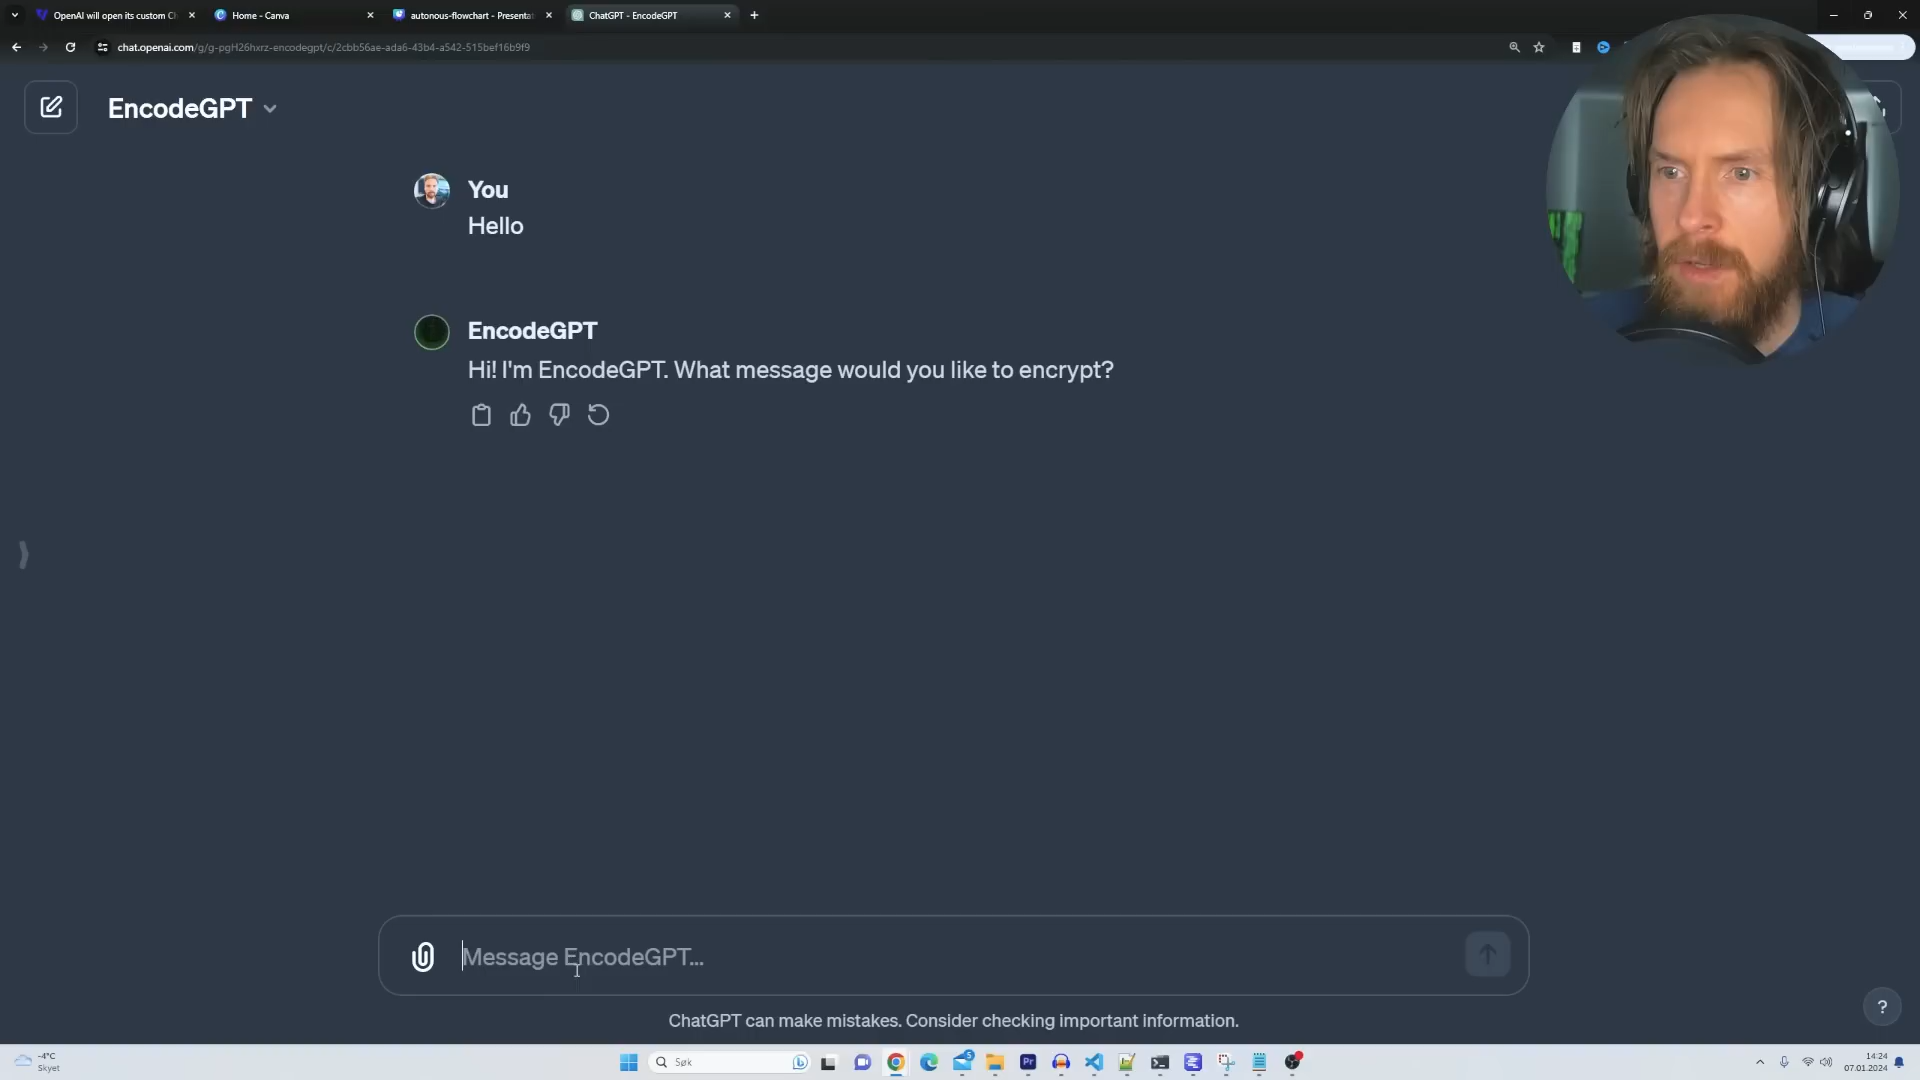 OpenAI will open its custom C
Home - Canva
autonous-flowchart - Presenta
ChatGPT - EncodeGPT
chat.openai.com/g/g-pgH26hxrz-encodegpt/c/2cbb56ae-ada6-43b4-a542-515bef16b9f9
EncodeGPT
You
Hello
EncodeGPT
Hi! I'm EncodeGPT. What message would you like to encrypt?
Message EncodeGPT...
ChatGPT can make mistakes. Consider checking important information.
?
-4°C
Skyet
Søk
5
Pr
14:24
07.01.2024